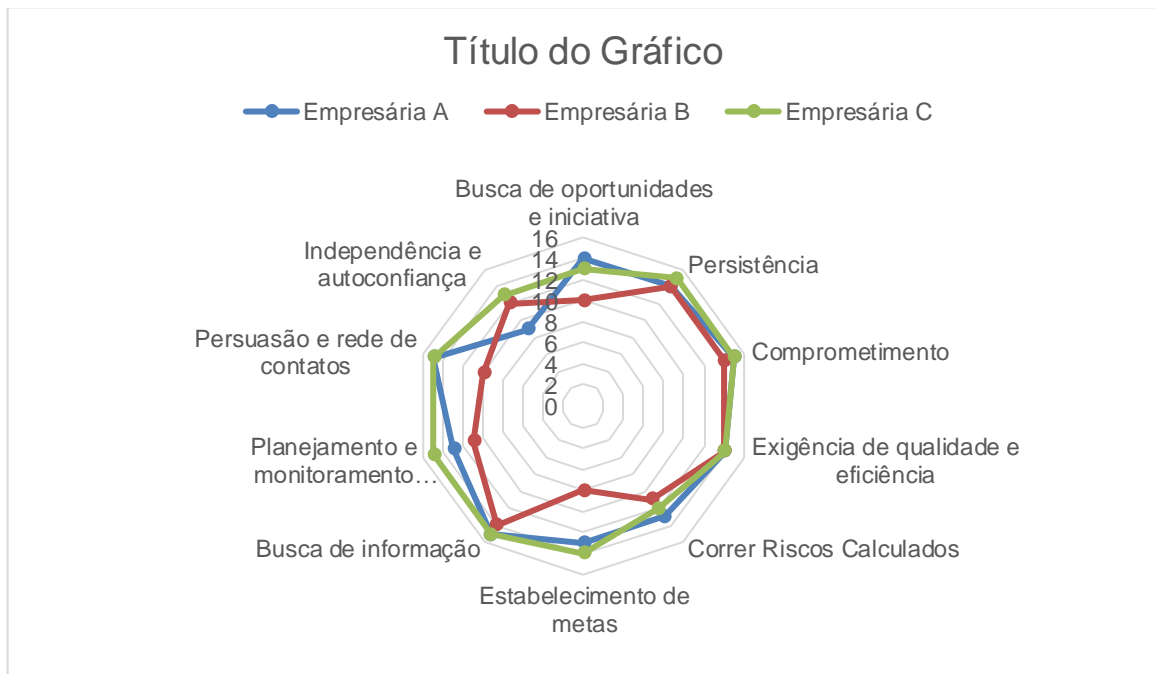 Título do Gráfico
Empresária A
Empresária B
Empresária C
Busca de oportunidades
e iniciativa
Persistência
Comprometimento
Exigência de qualidade e
eficiência
Correr Riscos Calculados
Estabelecimento de
metas
Busca de informação
Planejamento e
monitoramento…
Persuasão e rede de
contatos
Independência e
autoconfiança
16
14
12
10
8
6
4
2
0